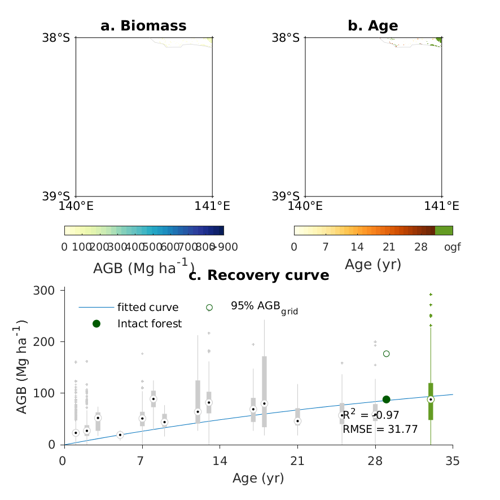 a. Biomass
b. Age
38°S
38°S
39°S
39°S
140°E
141°E
140°E
141°E
0 100 200 300 400 500 600 700 800 >900
0 7 14 21 28 ogf
AGB (Mg ha⁻¹)
Age (yr)
c. Recovery curve
fitted curve
95% AGB_grid
Intact forest
AGB (Mg ha⁻¹)
300
200
100
0
R² = -0.97
RMSE = 31.77
0 7 14 21 28 35
Age (yr)